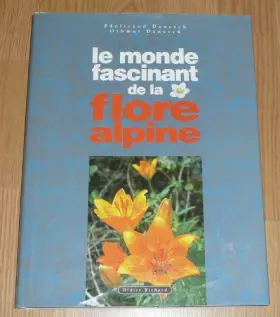 Edeltraud Danesch
Othmar Danesch
le monde
fascinant
de la
flore
alpine
Didier Richard